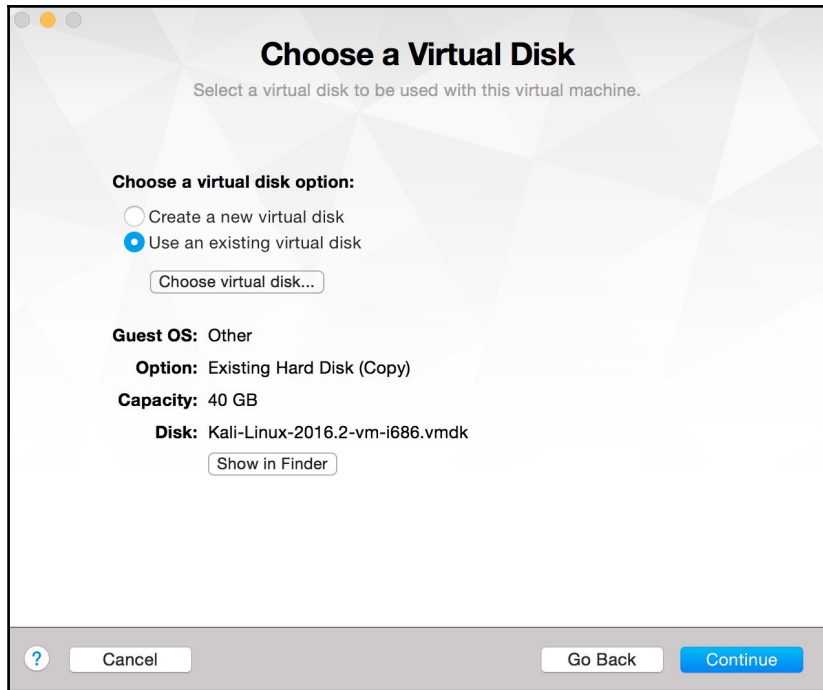 Choose a Virtual Disk
Select a virtual disk to be used with this virtual machine.
Choose a virtual disk option:
Create a new virtual disk
Use an existing virtual disk
Choose virtual disk...
Guest OS: Other
Option: Existing Hard Disk (Copy)
Capacity: 40 GB
Disk: Kali-Linux-2016.2-vm-i686.vmdk
Show in Finder
? Cancel Go Back Continue